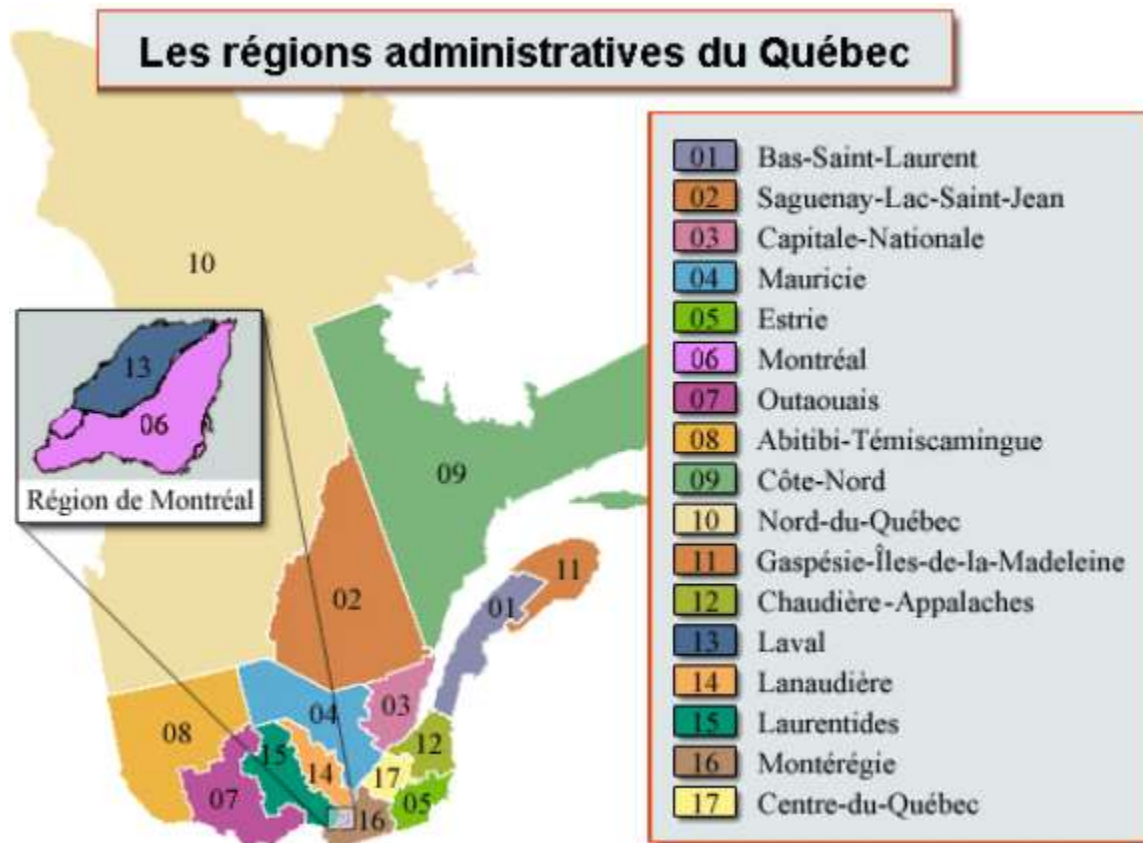 Les régions administratives du Québec
01 Bas-Saint-Laurent
02 Saguenay-Lac-Saint-Jean
03 Capitale-Nationale
04 Mauricie
05 Estrie
06 Montréal
07 Outaouais
08 Abitibi-Témiscamingue
09 Côte-Nord
10 Nord-du-Québec
11 Gaspésie-Îles-de-la-Madeleine
12 Chaudière-Appalaches
13 Laval
14 Lanaudière
15 Laurentides
16 Montérégie
17 Centre-du-Québec
10
13
06
Région de Montréal
09
11
01
02
03
04
08
12
15
14
17
07
05
16